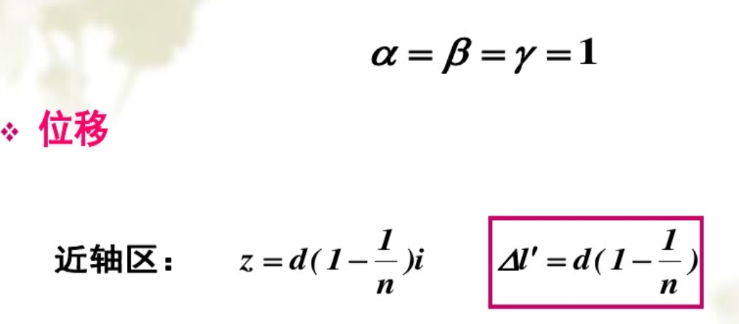 α = β = γ = 1
❖ 位移
近轴区： z = d(1 − 1/n)i Δl′ = d(1 − 1/n)